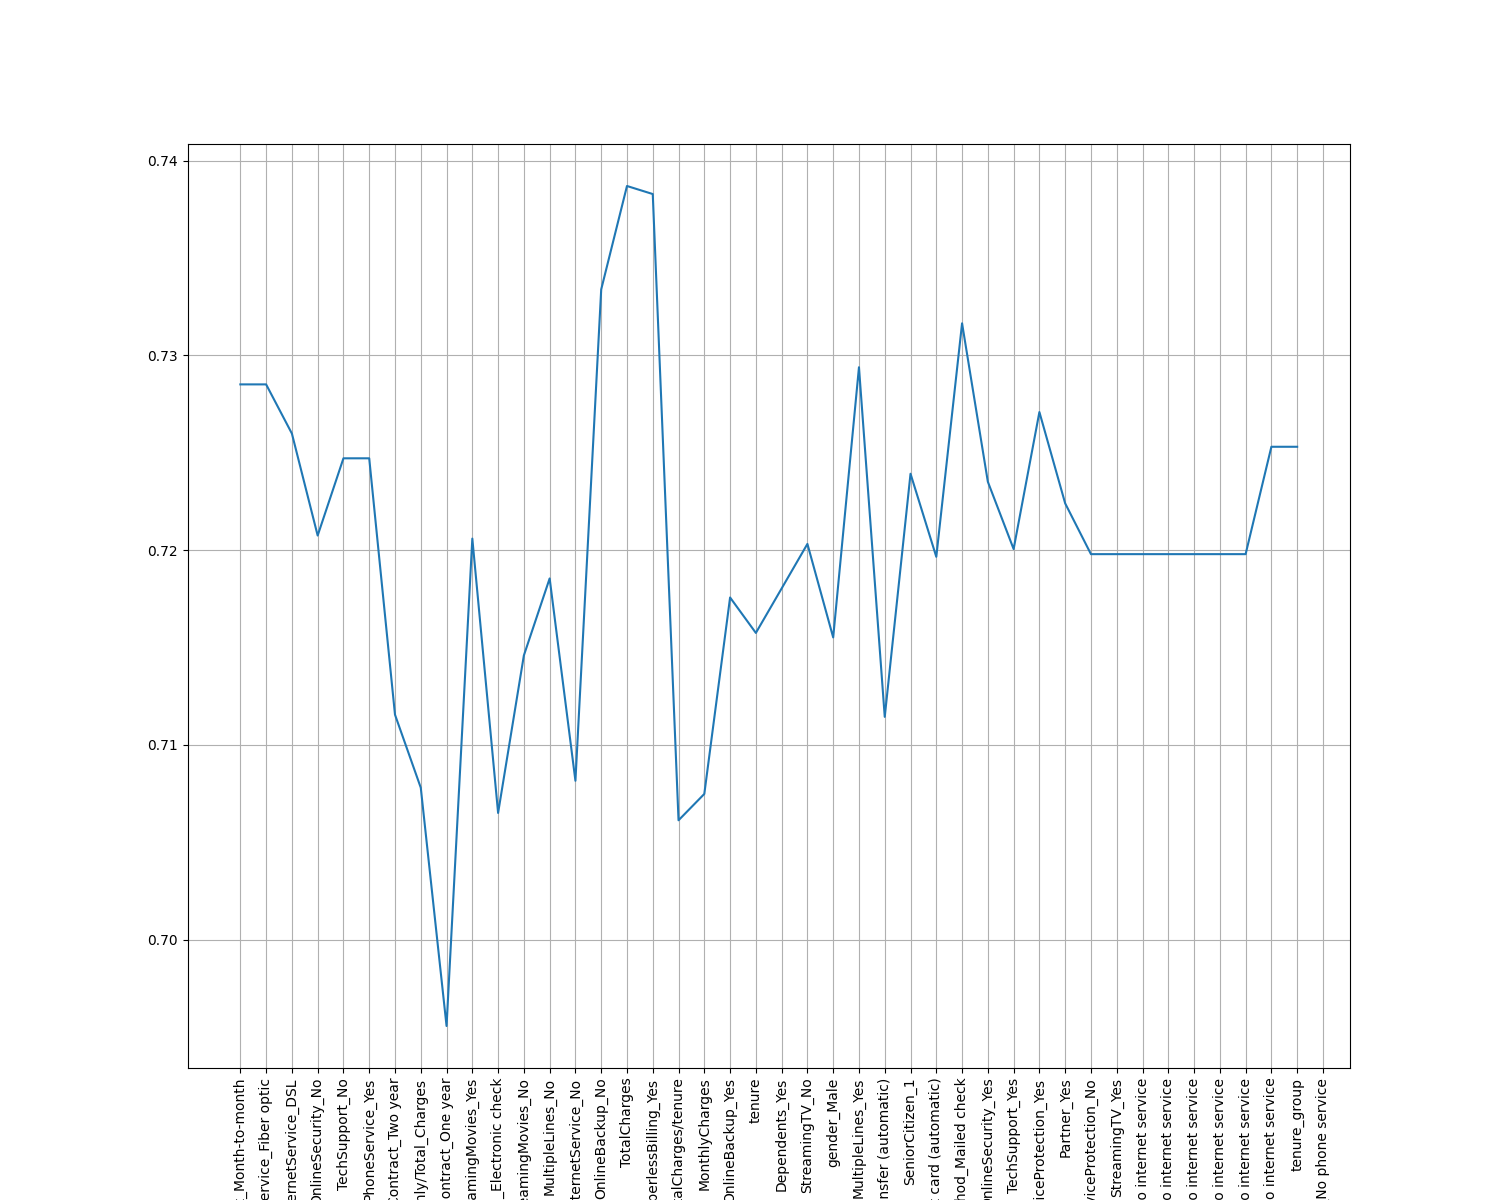 0.74
0.73
0.72
0.71
0.70
_Month-to-month
ervice_Fiber optic
ernetService_DSL
OnlineSecurity_No
TechSupport_No
PhoneService_Yes
Contract_Two year
nly/Total_Charges
ontract_One year
eamingMovies_Yes
_Electronic check
eamingMovies_No
MultipleLines_No
ternetService_No
OnlineBackup_No
TotalCharges
perlessBilling_Yes
talCharges/tenure
MonthlyCharges
OnlineBackup_Yes
tenure
Dependents_Yes
StreamingTV_No
gender_Male
MultipleLines_Yes
nsfer (automatic)
SeniorCitizen_1
card (automatic)
hod_Mailed check
nlineSecurity_Yes
TechSupport_Yes
iceProtection_Yes
Partner_Yes
viceProtection_No
StreamingTV_Yes
o internet service
o internet service
o internet service
o internet service
o internet service
o internet service
tenure_group
No phone service